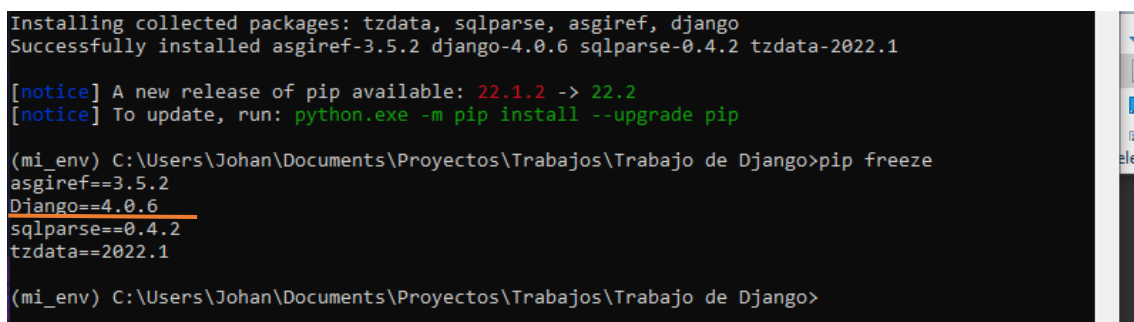 Installing collected packages: tzdata, sqlparse, asgiref, django
Successfully installed asgiref-3.5.2 django-4.0.6 sqlparse-0.4.2 tzdata-2022.1
[notice] A new release of pip available: 22.1.2 -> 22.2
[notice] To update, run: python.exe -m pip install --upgrade pip
(mi_env) C:\Users\Johan\Documents\Proyectos\Trabajos\Trabajo de Django>pip freeze
asgiref==3.5.2
Django==4.0.6
sqlparse==0.4.2
tzdata==2022.1
(mi_env) C:\Users\Johan\Documents\Proyectos\Trabajos\Trabajo de Django>